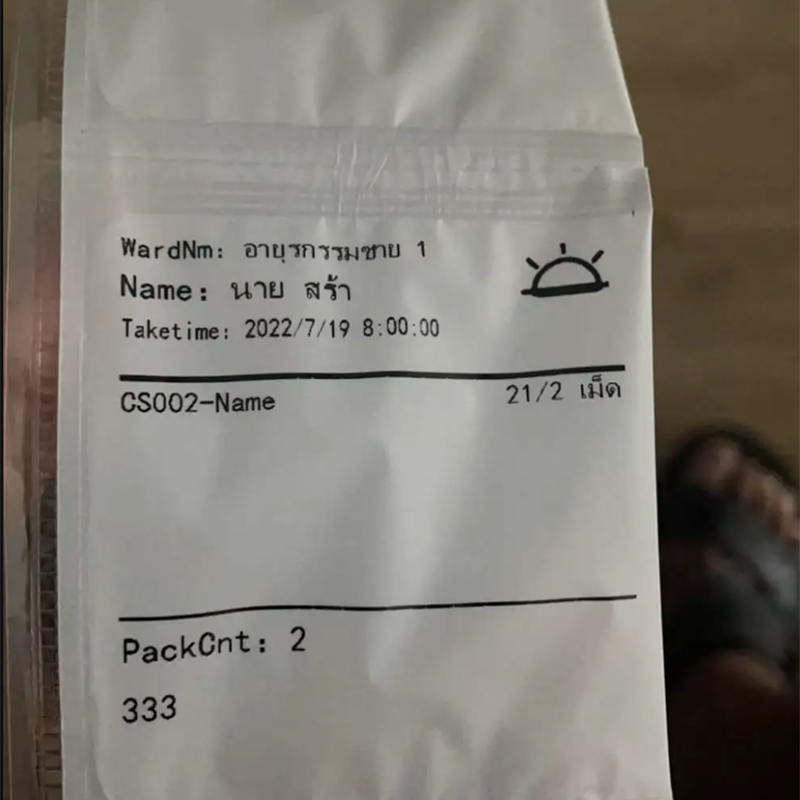 WardNm: อายุรกรรมชาย 1
Name: นาย สร้า
Taketime: 2022/7/19 8:00:00
CS002-Name 21/2 เม็ด
PackCnt: 2
333